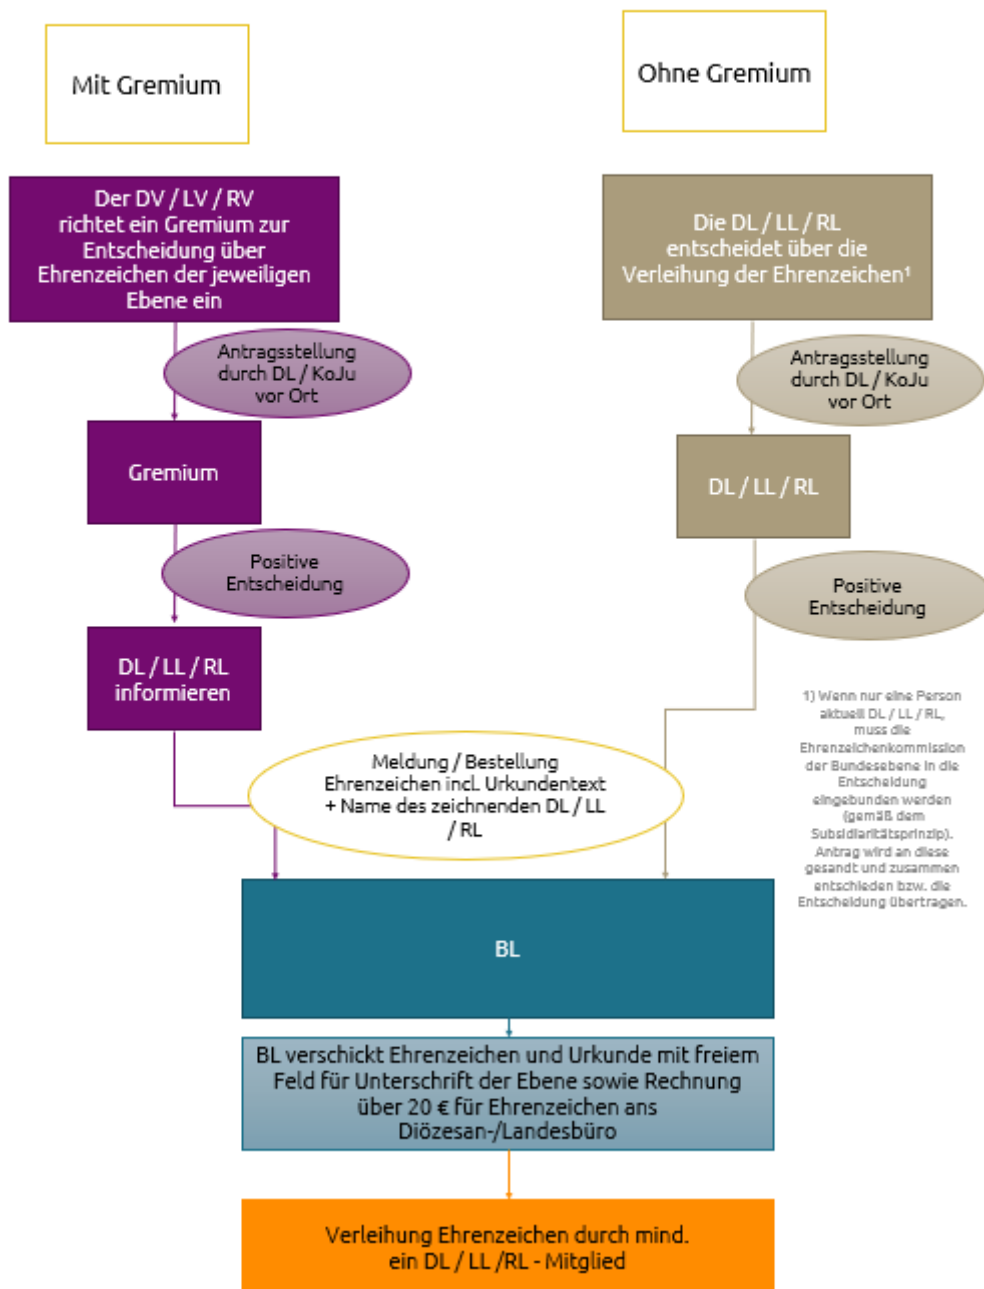 Mit Gremium
Ohne Gremium
Der DV / LV / RV
richtet ein Gremium zur
Entscheidung über
Ehrenzeichen der jeweiligen
Ebene ein
Die DL / LL / RL
entscheidet über die
Verleihung der Ehrenzeichen¹
Antragsstellung
durch DL / KoJu
vor Ort
Antragsstellung
durch DL / KoJu
vor Ort
Gremium
DL / LL / RL
Positive
Entscheidung
Positive
Entscheidung
DL / LL / RL
informieren
1) Wenn nur eine Person
aktuell DL / LL / RL,
muss die
Ehrenzeichenkommission
der Bundesebene in die
Entscheidung
eingebunden werden
(gemäß dem
Subsidiaritätsprinzip).
Antrag wird an diese
gesandt und zusammen
entschieden bzw. die
Entscheidung übertragen.
Meldung / Bestellung
Ehrenzeichen incl. Urkundentext
+ Name des zeichnenden DL / LL
/ RL
BL
BL verschickt Ehrenzeichen und Urkunde mit freiem
Feld für Unterschrift der Ebene sowie Rechnung
über 20 € für Ehrenzeichen ans
Diözesan-/Landesbüro
Verleihung Ehrenzeichen durch mind.
ein DL / LL /RL - Mitglied